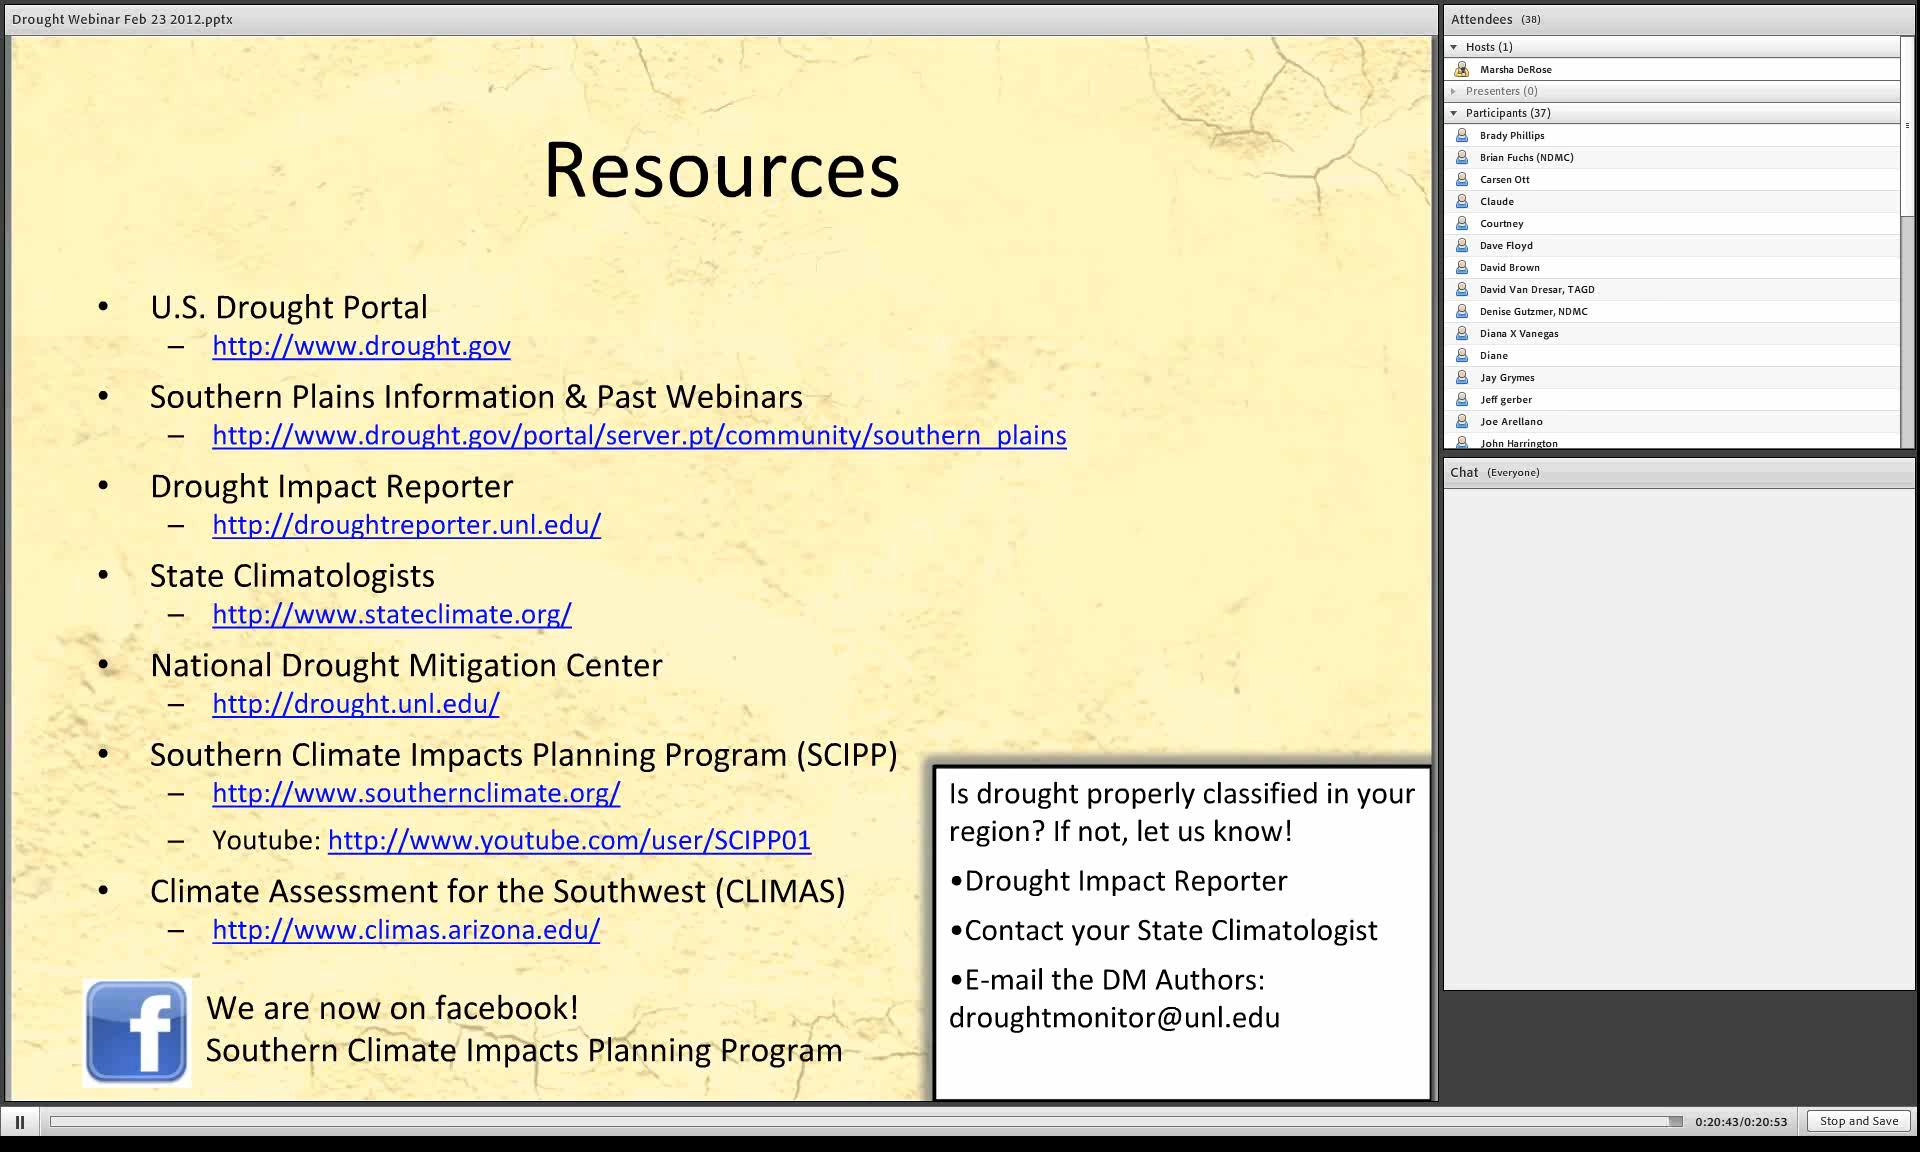 Drought Webinar Feb 23 2012.pptx
Resources
• U.S. Drought Portal
– http://www.drought.gov
• Southern Plains Information & Past Webinars
– http://www.drought.gov/portal/server.pt/community/southern_plains
• Drought Impact Reporter
– http://droughtreporter.unl.edu/
• State Climatologists
– http://www.stateclimate.org/
• National Drought Mitigation Center
– http://drought.unl.edu/
• Southern Climate Impacts Planning Program (SCIPP)
– http://www.southernclimate.org/
– Youtube: http://www.youtube.com/user/SCIPP01
• Climate Assessment for the Southwest (CLIMAS)
– http://www.climas.arizona.edu/
f
We are now on facebook!
Southern Climate Impacts Planning Program
Is drought properly classified in your
region? If not, let us know!
•Drought Impact Reporter
•Contact your State Climatologist
•E-mail the DM Authors:
droughtmonitor@unl.edu
Attendees (38)
Hosts (1)
Marsha DeRose
Presenters (0)
Participants (37)
Brady Phillips
Brian Fuchs (NDMC)
Carsen Ott
Claude
Courtney
Dave Floyd
David Brown
David Van Dresar, TAGD
Denise Gutzmer, NDMC
Diana X Vanegas
Diane
Jay Grymes
Jeff gerber
Joe Arellano
John Harrington
Chat (Everyone)
0:20:43/0:20:53
Stop and Save